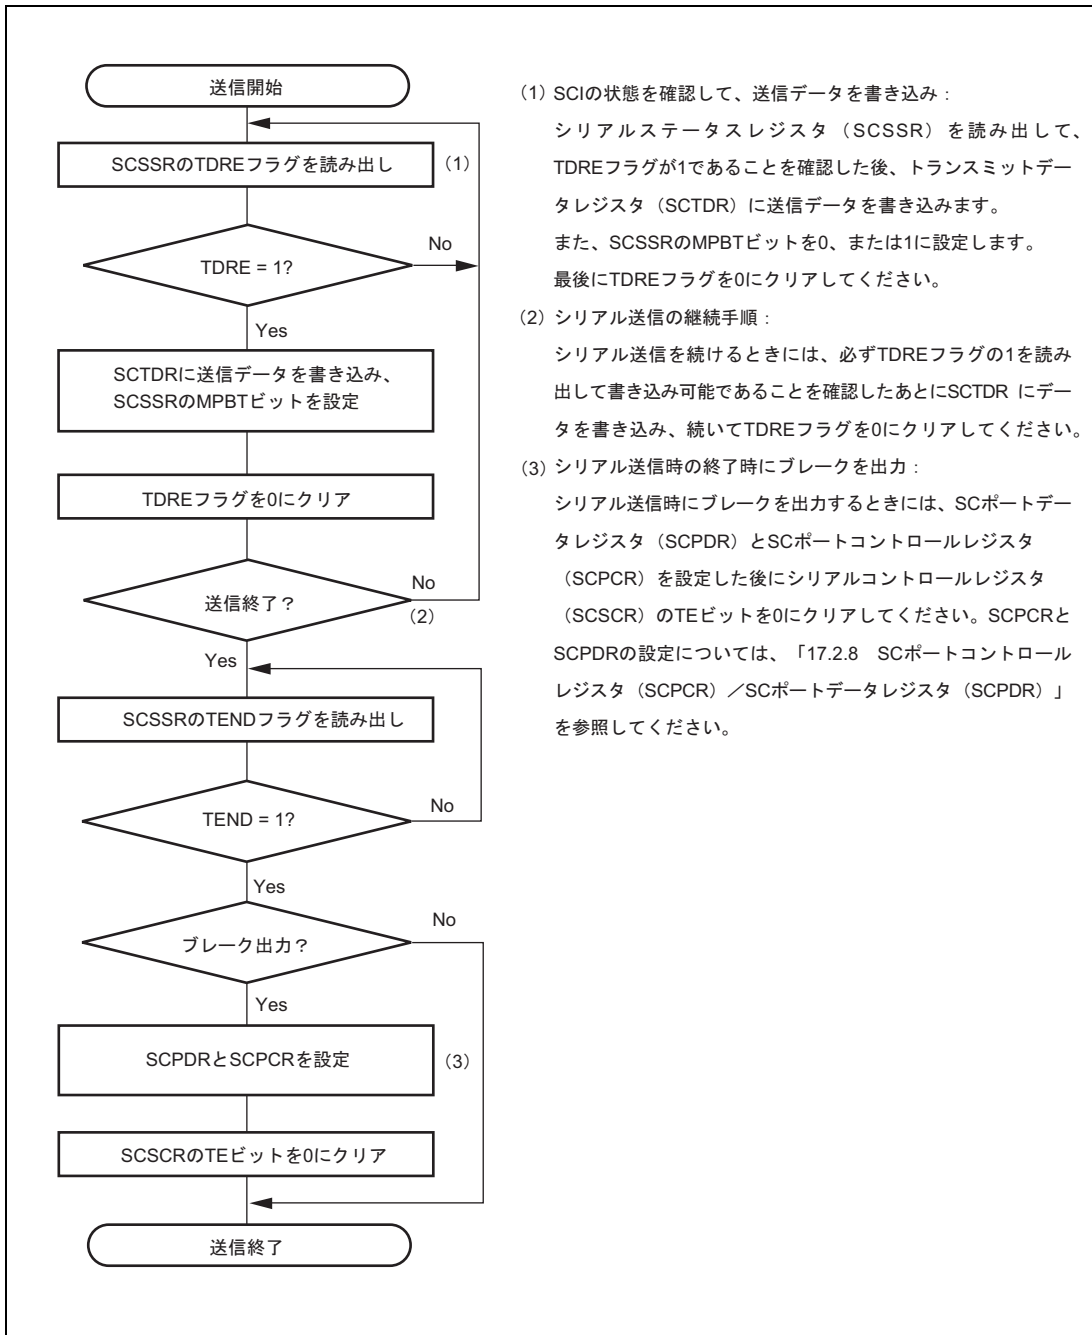 送信開始
SCSSRのTDREフラグを読み出し
(1)
TDRE = 1?
No
Yes
SCTDRに送信データを書き込み、
SCSSRのMPBTビットを設定
TDREフラグを0にクリア
送信終了？
No
(2)
Yes
SCSSRのTENDフラグを読み出し
TEND = 1?
No
Yes
ブレーク出力？
No
Yes
SCPDRとSCPCRを設定
(3)
SCSCRのTEビットを0にクリア
送信終了
(1) SCIの状態を確認して、送信データを書き込み：
シリアルステータスレジスタ（SCSSR）を読み出して、
TDREフラグが1であることを確認した後、トランスミットデー
タレジスタ（SCTDR）に送信データを書き込みます。
また、SCSSRのMPBTビットを0、または1に設定します。
最後にTDREフラグを0にクリアしてください。
(2) シリアル送信の継続手順：
シリアル送信を続けるときには、必ずTDREフラグの1を読み
出して書き込み可能であることを確認したあとにSCTDR にデー
タを書き込み、続いてTDREフラグを0にクリアしてください。
(3) シリアル送信時の終了時にブレークを出力：
シリアル送信時にブレークを出力するときには、SCポートデー
タレジスタ（SCPDR）とSCポートコントロールレジスタ
（SCPCR）を設定した後にシリアルコントロールレジスタ
（SCSCR）のTEビットを0にクリアしてください。SCPCRと
SCPDRの設定については、「17.2.8 SCポートコントロール
レジスタ（SCPCR）／SCポートデータレジスタ（SCPDR）」
を参照してください。